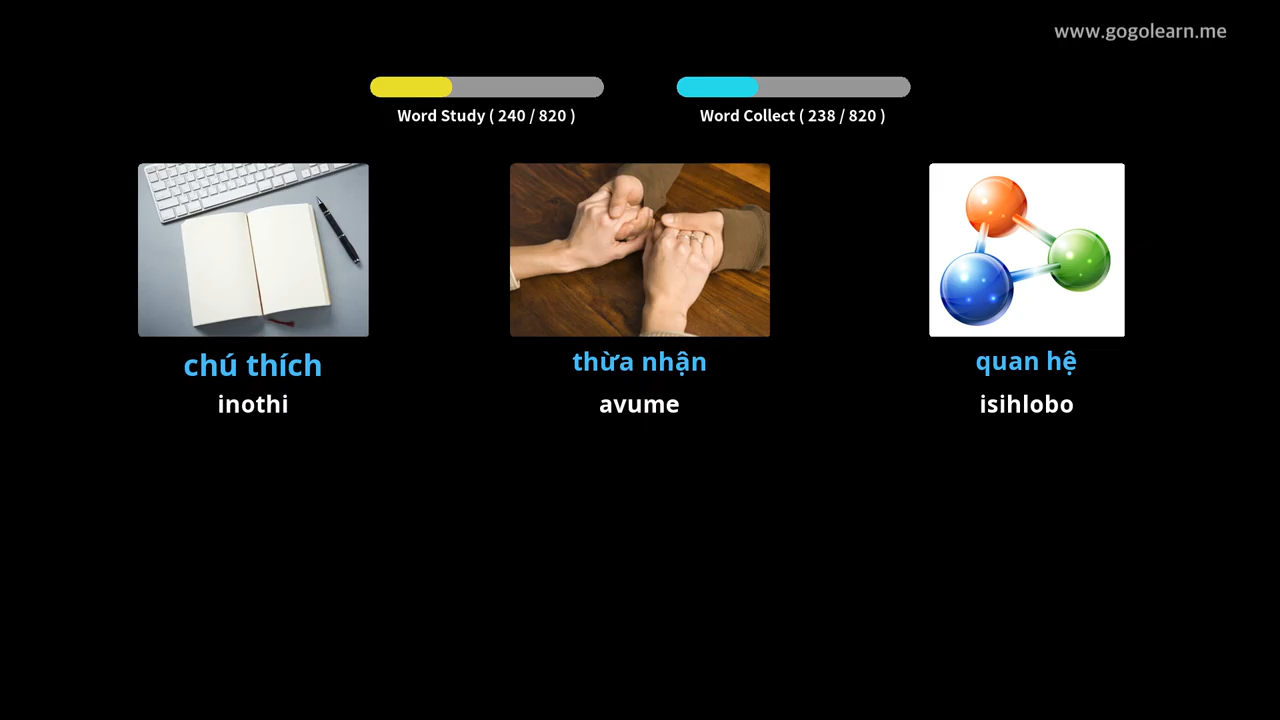 www.gogolearn.me
Word Study ( 240 / 820 )
Word Collect ( 238 / 820 )
chú thích
thừa nhận
quan hệ
inothi
avume
isihlobo